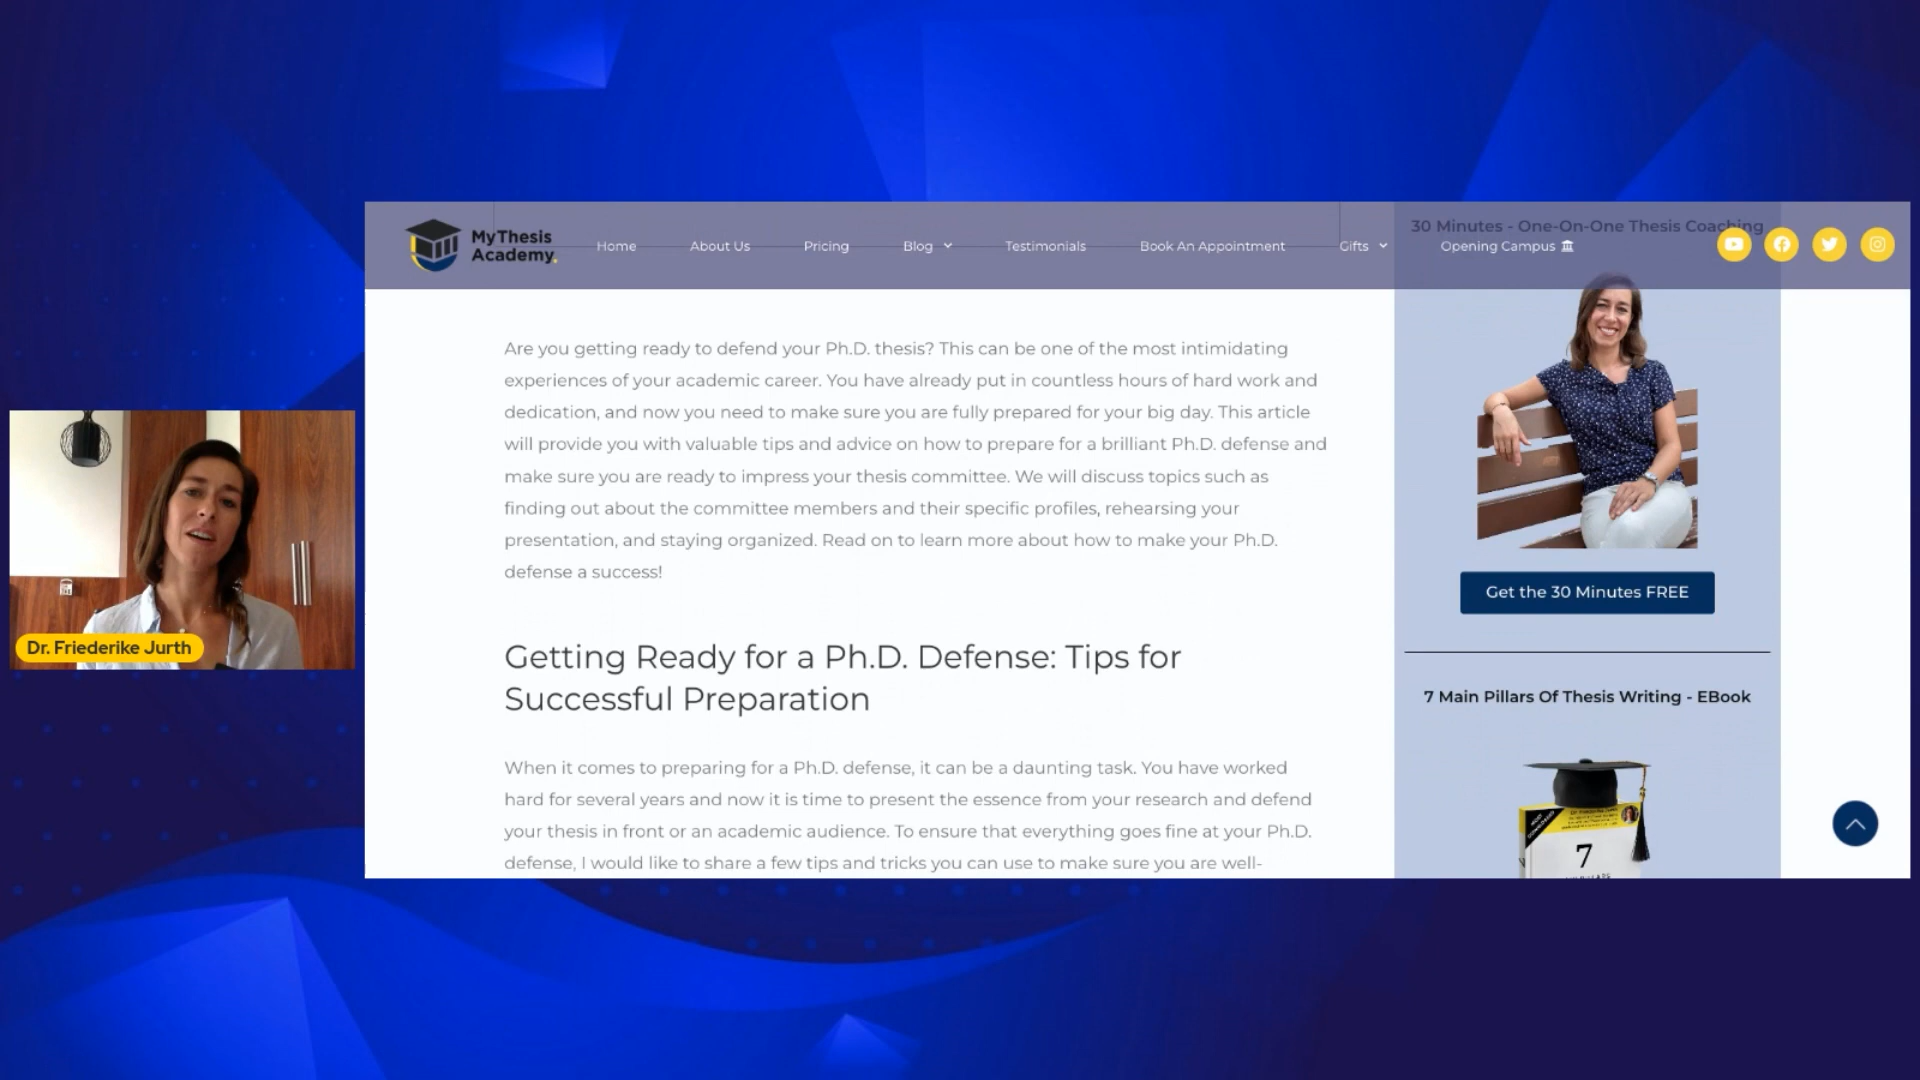 30 Minutes - One-On-One Thesis Coaching
MyThesis
Academy.
Home
About Us
Pricing
Blog
Testimonials
Book An Appointment
Gifts
Opening Campus
Are you getting ready to defend your Ph.D. thesis? This can be one of the most intimidating
experiences of your academic career. You have already put in countless hours of hard work and
dedication, and now you need to make sure you are fully prepared for your big day. This article
will provide you with valuable tips and advice on how to prepare for a brilliant Ph.D. defense and
make sure you are ready to impress your thesis committee. We will discuss topics such as
finding out about the committee members and their specific profiles, rehearsing your
presentation, and staying organized. Read on to learn more about how to make your Ph.D.
defense a success!
Getting Ready for a Ph.D. Defense: Tips for
Successful Preparation
When it comes to preparing for a Ph.D. defense, it can be a daunting task. You have worked
hard for several years and now it is time to present the essence from your research and defend
your thesis in front or an academic audience. To ensure that everything goes fine at your Ph.D.
defense, I would like to share a few tips and tricks you can use to make sure you are well-
Get the 30 Minutes FREE
7 Main Pillars Of Thesis Writing - EBook
7
Dr. Friederike Jurth